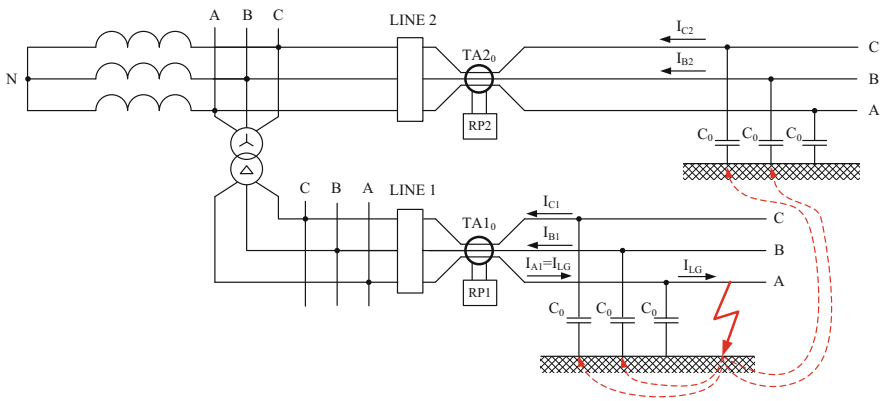 A B C
LINE 2
I_C2
C
TA2₀
I_B2
N
B
RP2
A
C₀ C₀ C₀
C B A
LINE 1
I_C1
C
TA1₀
I_B1
B
I_A1=I_LG
I_LG
A
RP1
C₀ C₀ C₀